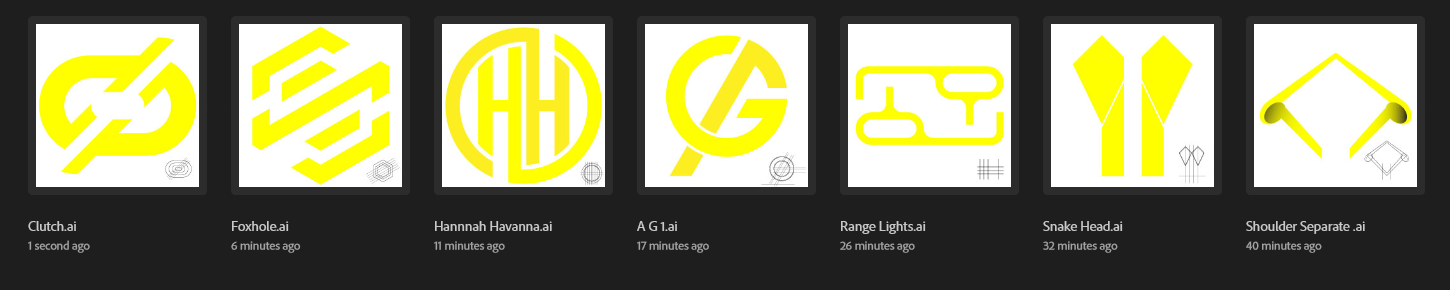 Clutch.ai
1 second ago
Foxhole.ai
6 minutes ago
Hannnah Havanna.ai
11 minutes ago
A G 1.ai
17 minutes ago
Range Lights.ai
26 minutes ago
Snake Head.ai
32 minutes ago
Shoulder Separate .ai
40 minutes ago